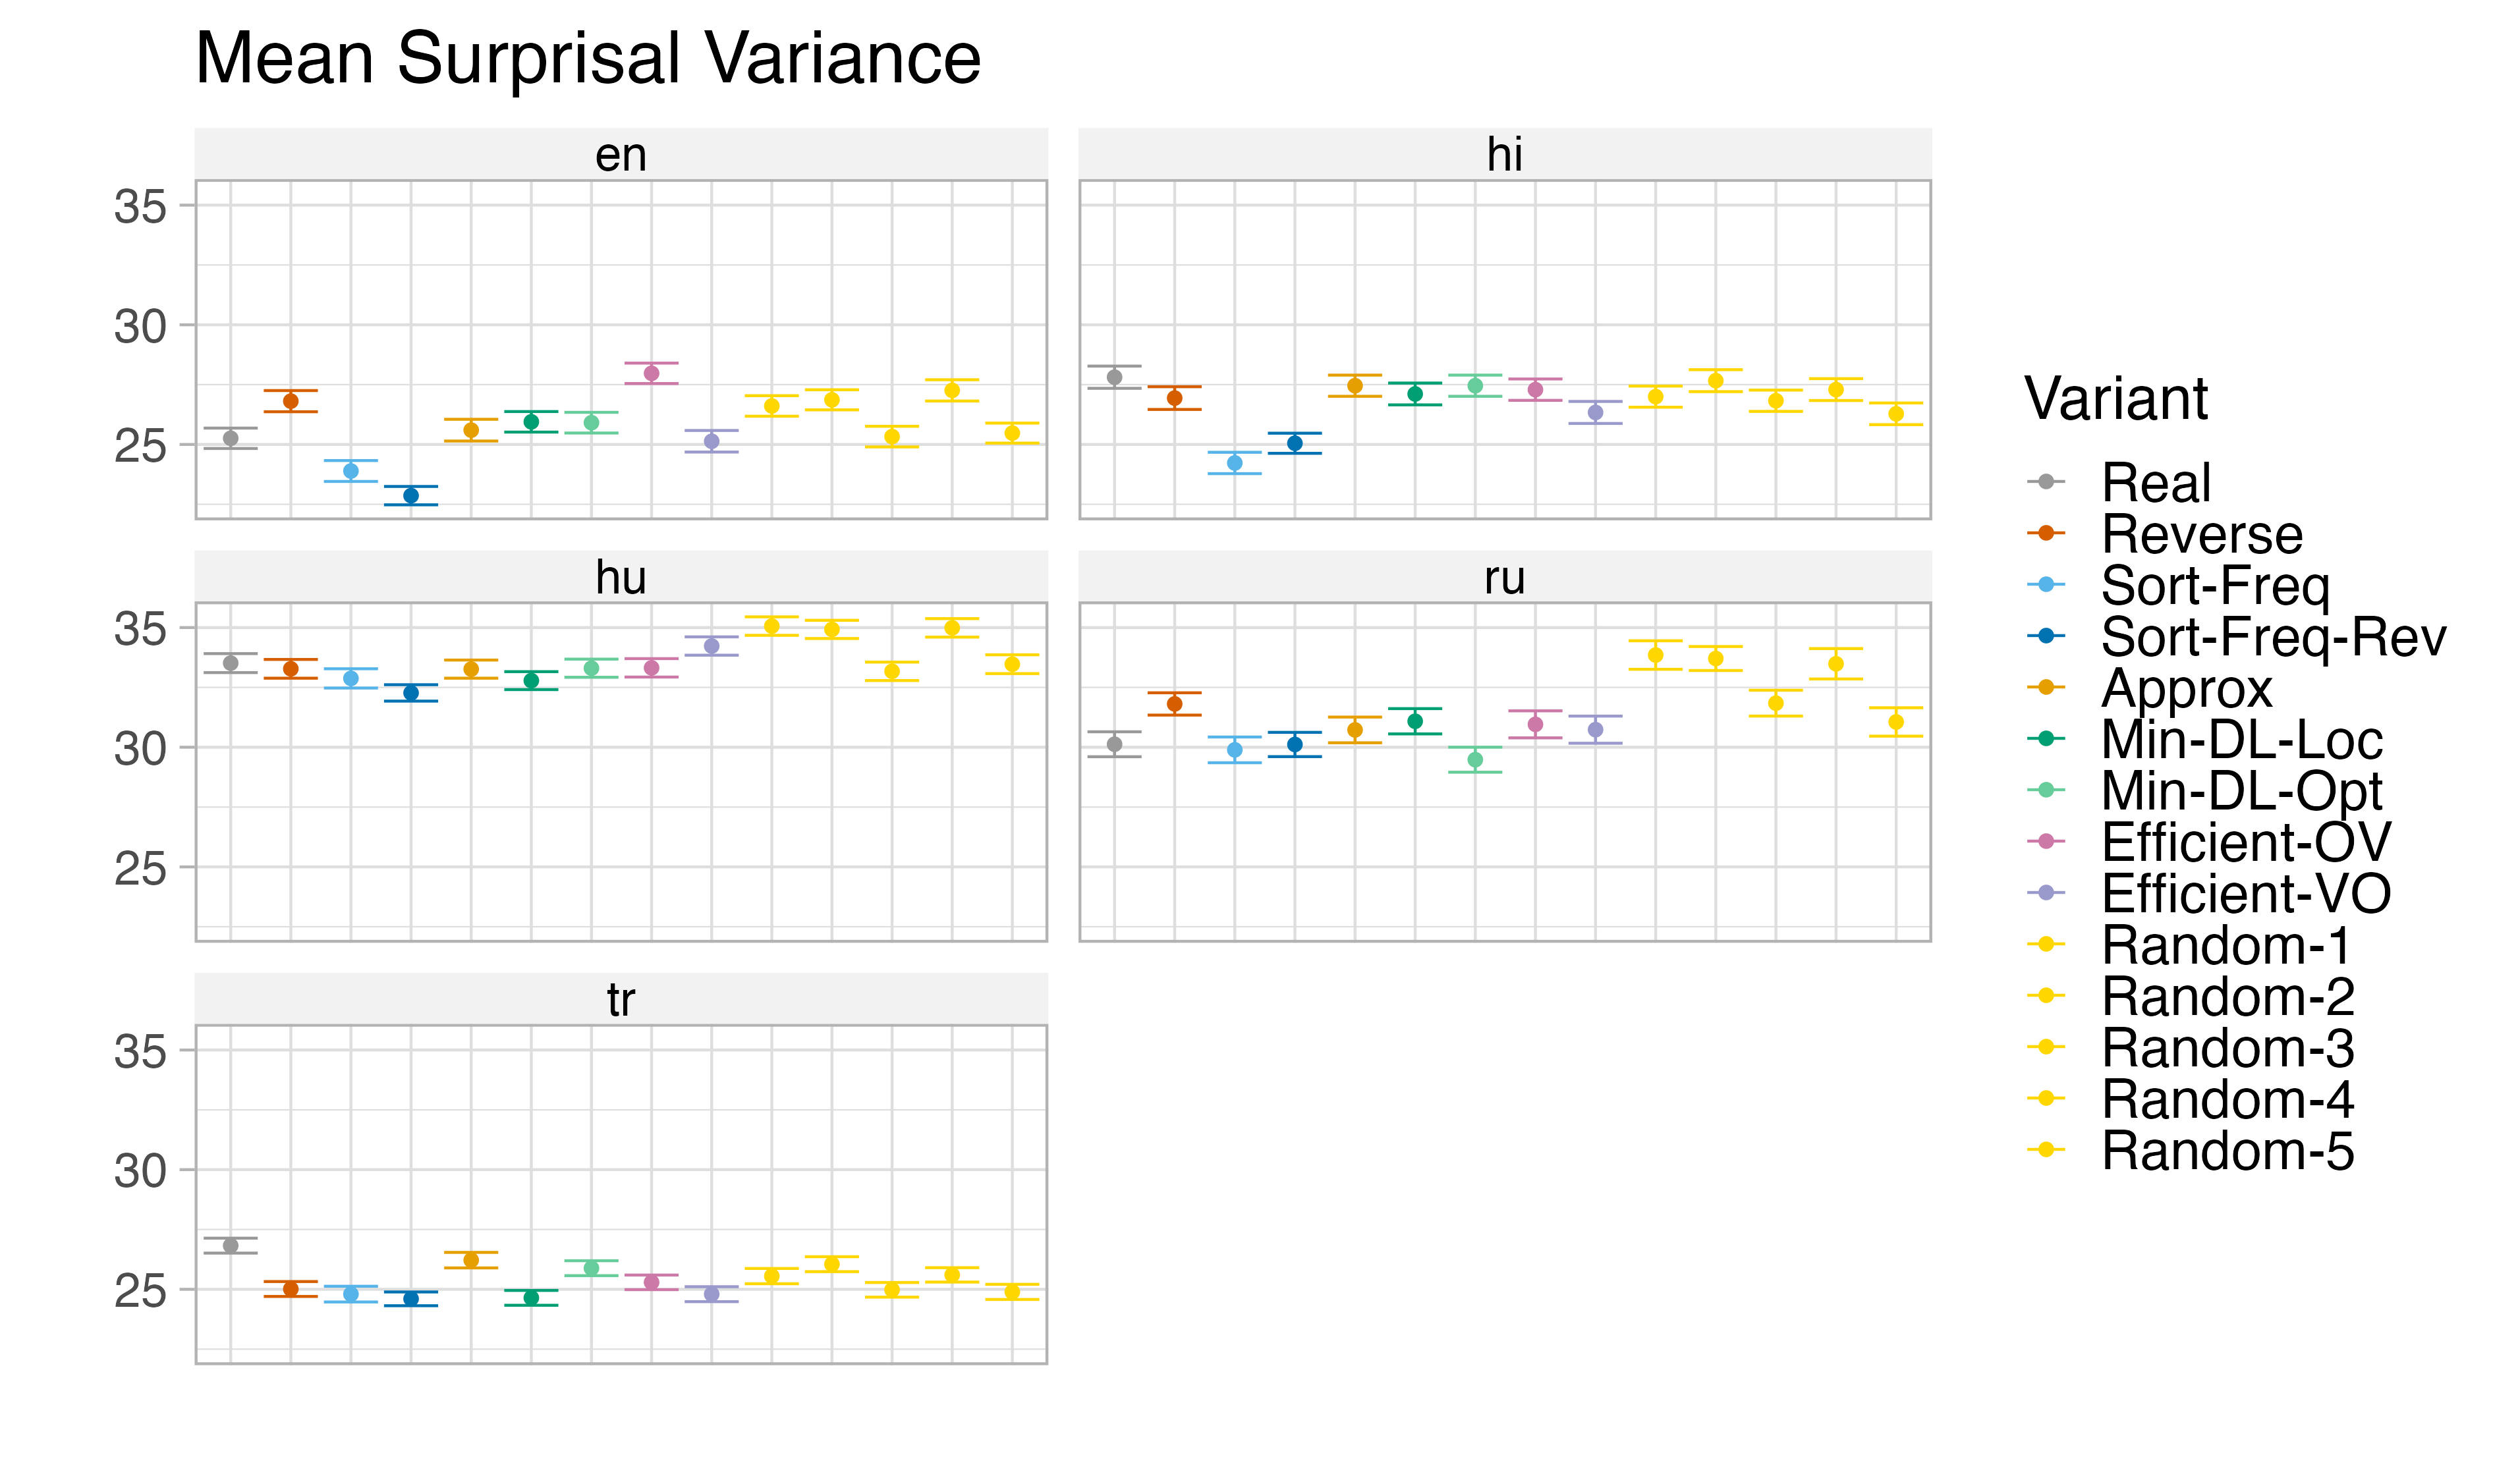 Mean Surprisal Variance
en
hi
35
30
25
hu
ru
35
30
25
tr
35
30
25
Variant
Real
Reverse
Sort-Freq
Sort-Freq-Rev
Approx
Min-DL-Loc
Min-DL-Opt
Efficient-OV
Efficient-VO
Random-1
Random-2
Random-3
Random-4
Random-5